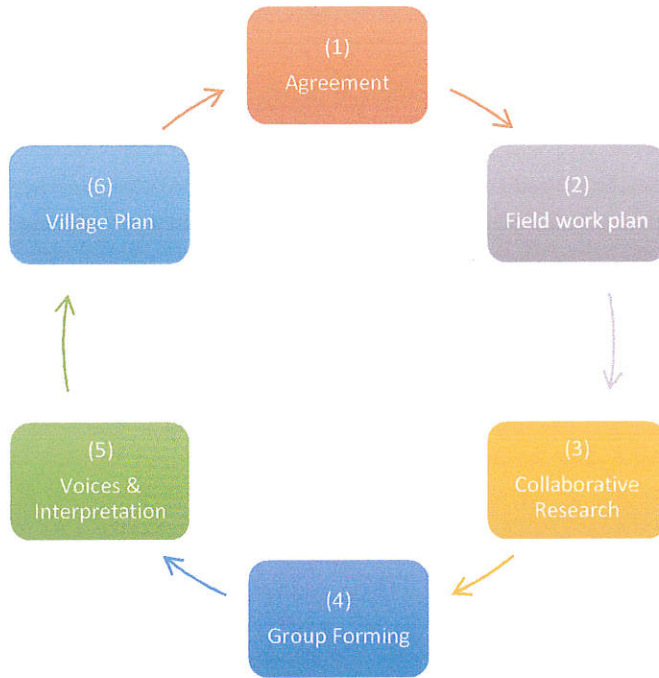 (1)
Agreement
(2)
Field work plan
(3)
Collaborative
Research
(4)
Group Forming
(5)
Voices &
Interpretation
(6)
Village Plan